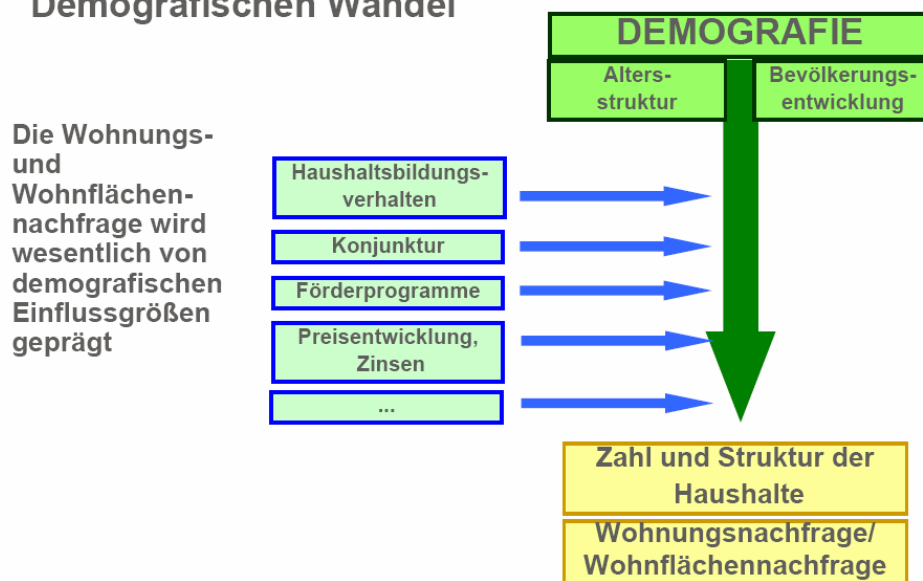 Demografischen Wandel
DEMOGRAFIE
Alters-
struktur
Bevölkerungs-
entwicklung
Die Wohnungs-
und
Wohnflächen-
nachfrage wird
wesentlich von
demografischen
Einflussgrößen
geprägt
Haushaltsbildungs-
verhalten
Konjunktur
Förderprogramme
Preisentwicklung,
Zinsen
...
Zahl und Struktur der
Haushalte
Wohnungsnachfrage/
Wohnflächennachfrage